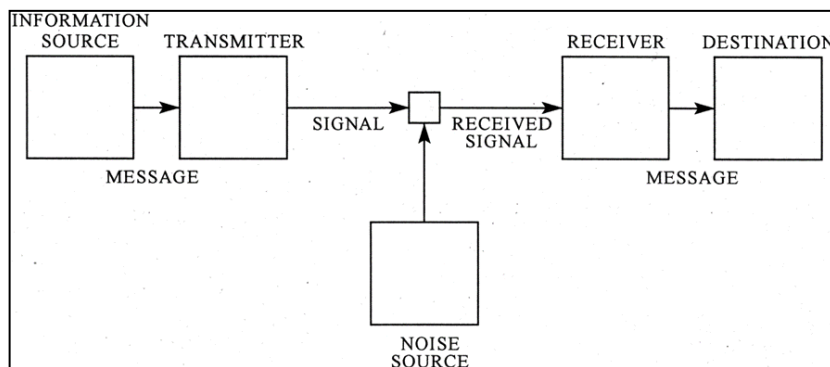 INFORMATION
SOURCE
TRANSMITTER
RECEIVER
DESTINATION
SIGNAL
RECEIVED
SIGNAL
MESSAGE
MESSAGE
NOISE
SOURCE